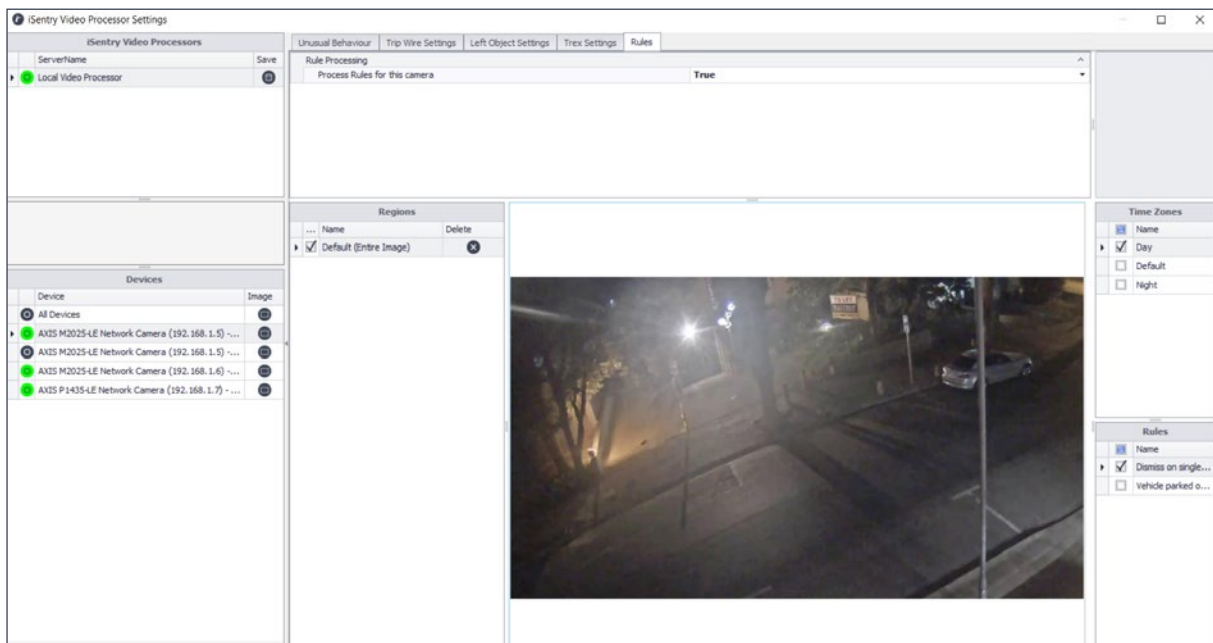 iSentry Video Processor Settings
iSentry Video Processors
ServerName Save
Local Video Processor
Unusual Behaviour Trip Wire Settings Left Object Settings Trex Settings Rules
Rule Processing
Process Rules for this camera True
Devices
Device Image
All Devices
AXIS M2025-LE Network Camera (192.168.1.5) -...
AXIS M2025-LE Network Camera (192.168.1.5) -...
AXIS M2025-LE Network Camera (192.168.1.6) -...
AXIS P1435-LE Network Camera (192.168.1.7) - ...
Regions
... Name Delete
Default (Entire Image)
TO LET
Time Zones
Name
Day
Default
Night
Rules
Name
Dismiss on single...
Vehicle parked o...